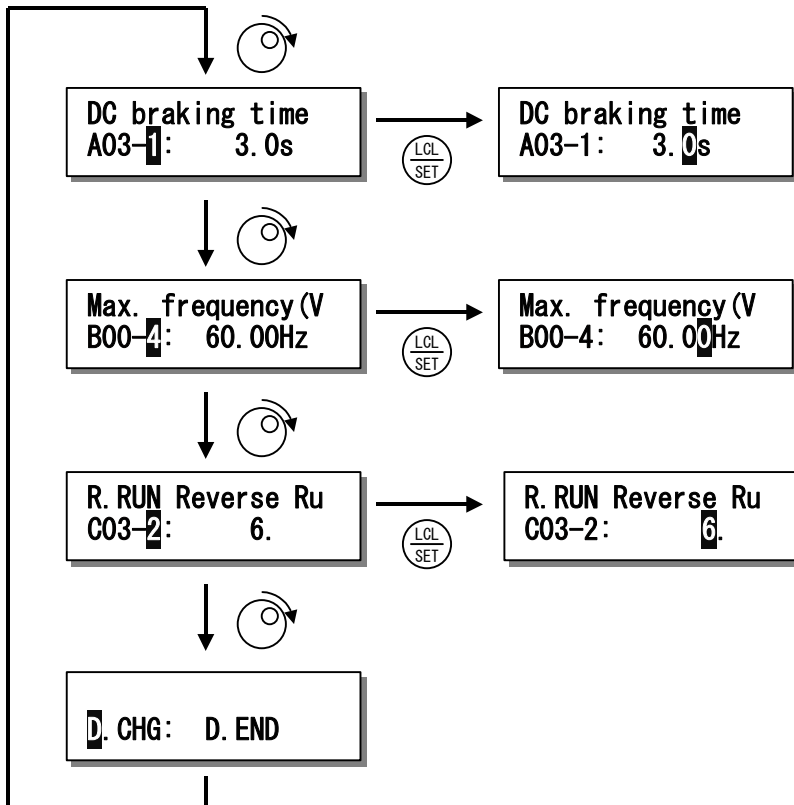 DC braking time
A03-1: 3.0s
LCL
SET
DC braking time
A03-1: 3.0s
Max. frequency(V
B00-4: 60.00Hz
LCL
SET
Max. frequency(V
B00-4: 60.00Hz
R.RUN Reverse Ru
C03-2: 6.
LCL
SET
R.RUN Reverse Ru
C03-2: 6.
D.CHG: D.END